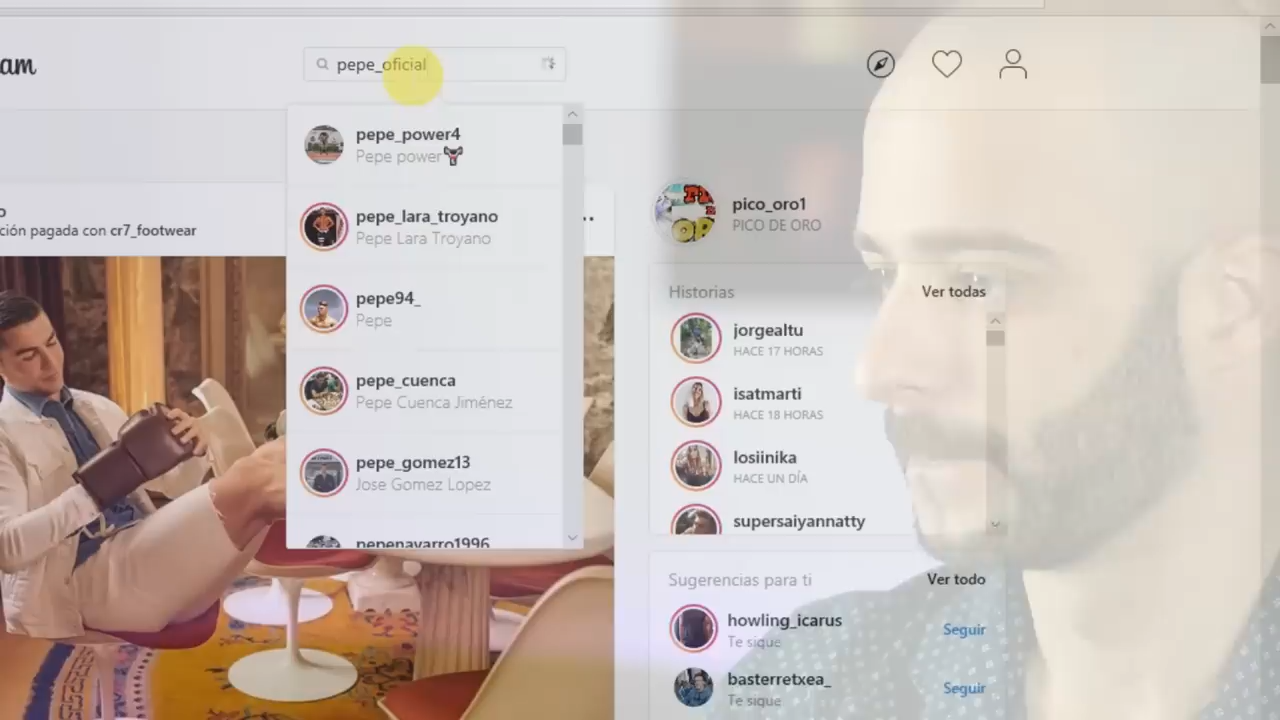 am
pepe_oficial
pepe_power4
Pepe power
pepe_lara_troyano
Pepe Lara Troyano
pepe94_
Pepe
pepe_cuenca
Pepe Cuenca Jiménez
pepe_gomez13
Jose Gomez Lopez
pepenavarro1996
o
ción pagada con cr7_footwear
pico_oro1
PICO DE ORO
Historias
Ver todas
jorgealtu
HACE 17 HORAS
isatmarti
HACE 18 HORAS
losiinika
HACE UN DÍA
supersaiyannatty
Sugerencias para ti
Ver todo
howling_icarus
Te sique
Seguir
basterretxea_
Te sique
Seguir